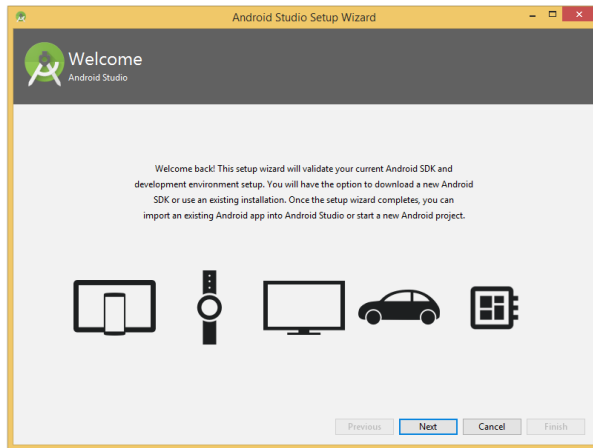 Android Studio Setup Wizard
Welcome
Android Studio
Welcome back! This setup wizard will validate your current Android SDK and
development environment setup. You will have the option to download a new Android
SDK or use an existing installation. Once the setup wizard completes, you can
import an existing Android app into Android Studio or start a new Android project.
Previous Next Cancel Finish